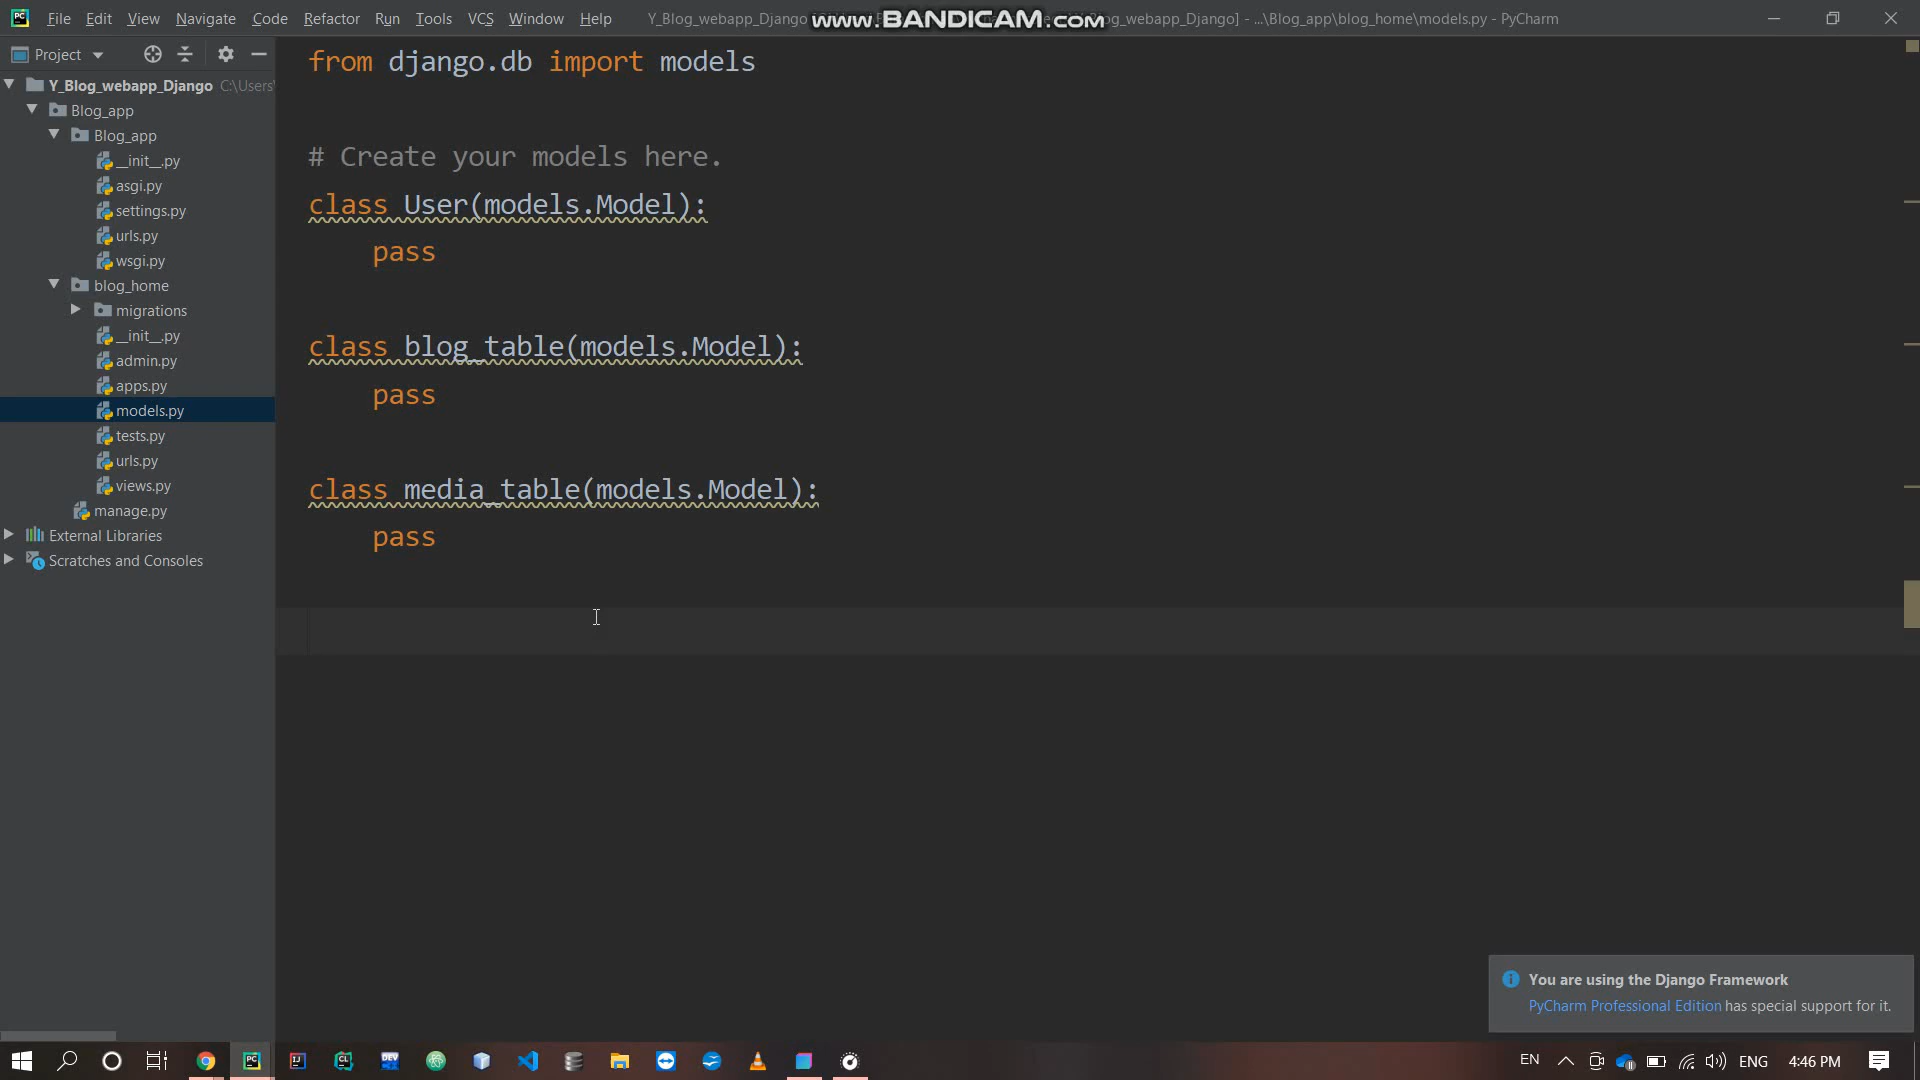 File Edit View Navigate Code Refactor Run Tools VCS Window Help
Y_Blog_webapp_Django
www.BANDICAM.com
_webapp_Django] - ...\Blog_app\blog_home\models.py - PyCharm
Project
Y_Blog_webapp_Django C:\Users\
Blog_app
Blog_app
__init__.py
asgi.py
settings.py
urls.py
wsgi.py
blog_home
migrations
__init__.py
admin.py
apps.py
models.py
tests.py
urls.py
views.py
manage.py
External Libraries
Scratches and Consoles
from django.db import models
# Create your models here.
class User(models.Model):
pass
class blog_table(models.Model):
pass
class media_table(models.Model):
pass
You are using the Django Framework
PyCharm Professional Edition has special support for it.
EN
ENG
4:46 PM